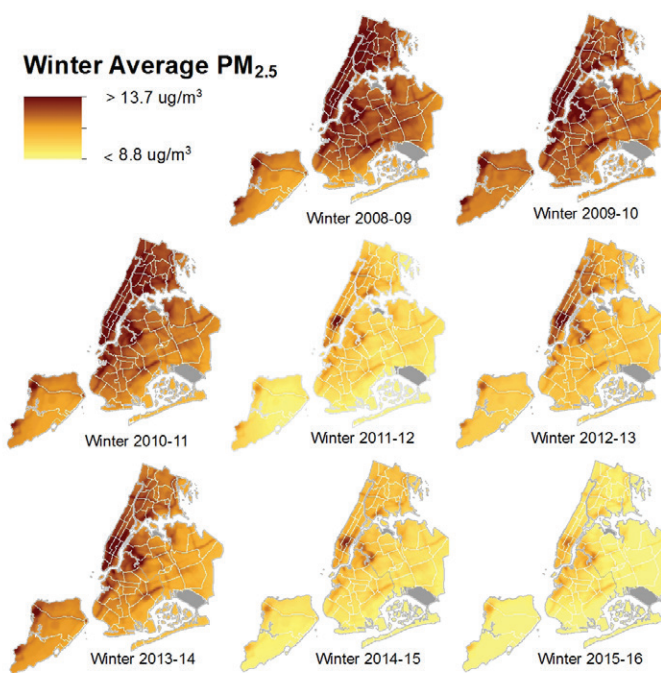 Winter Average PM2.5
> 13.7 ug/m³
< 8.8 ug/m³
Winter 2008-09
Winter 2009-10
Winter 2010-11
Winter 2011-12
Winter 2012-13
Winter 2013-14
Winter 2014-15
Winter 2015-16